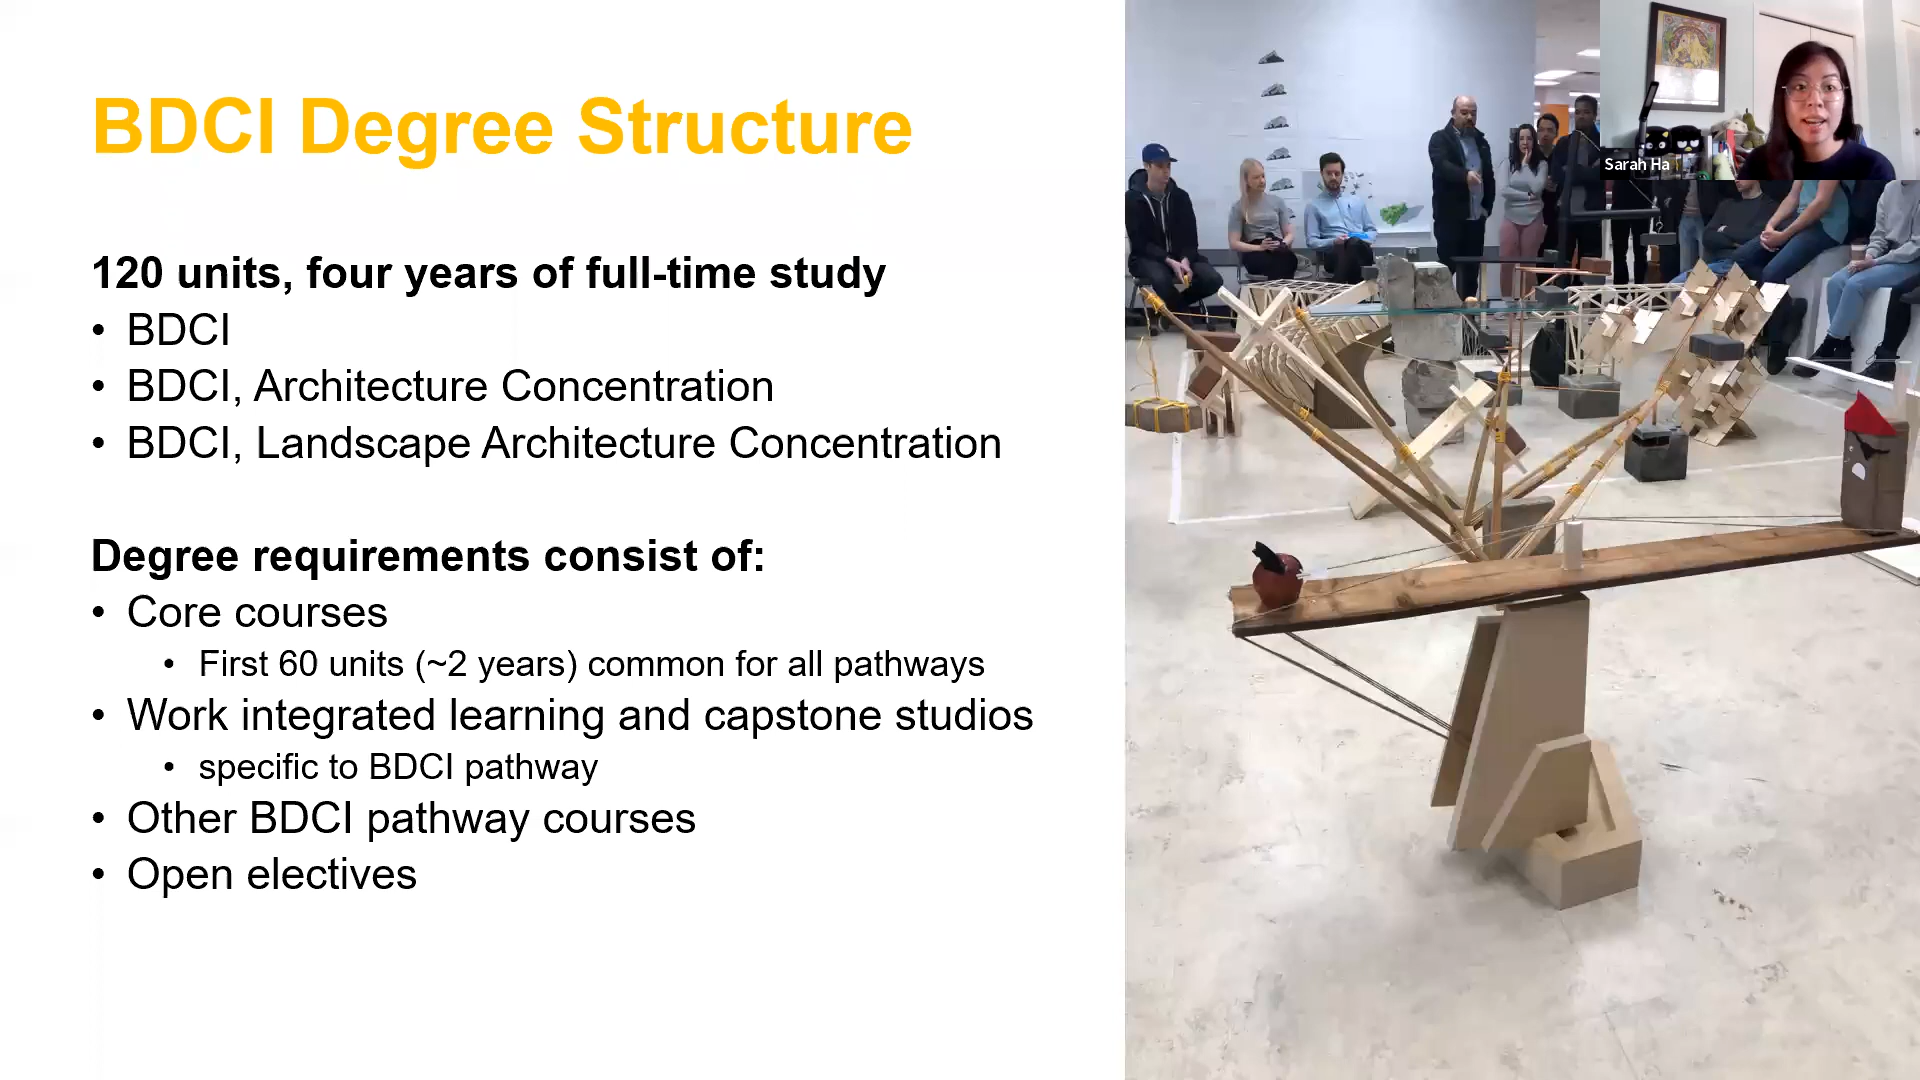 BDCI Degree Structure
120 units, four years of full-time study
• BDCI
• BDCI, Architecture Concentration
• BDCI, Landscape Architecture Concentration
Degree requirements consist of:
• Core courses
• First 60 units (~2 years) common for all pathways
• Work integrated learning and capstone studios
• specific to BDCI pathway
• Other BDCI pathway courses
• Open electives
Sarah Ha